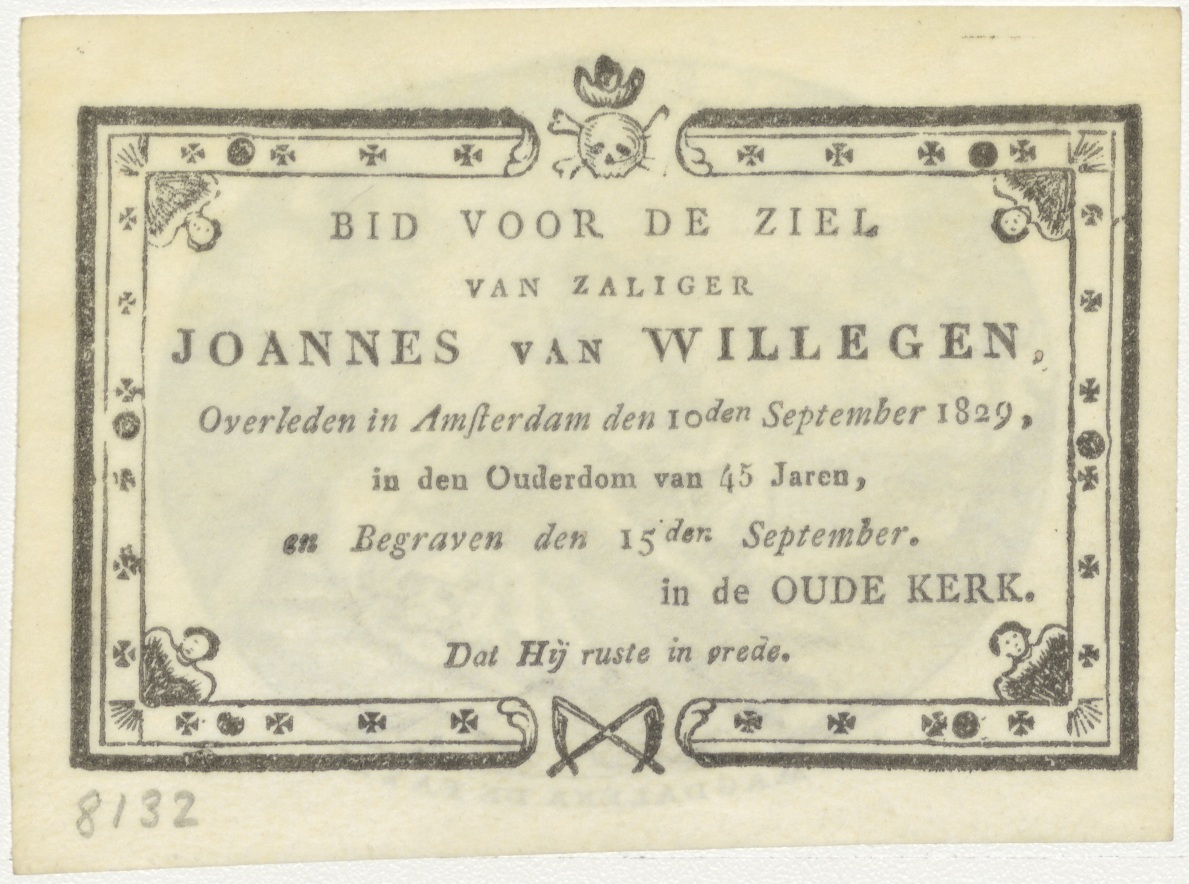 BID VOOR DE ZIEL
VAN ZALIGER
JOANNES VAN WILLEGEN,
Overleden in Amſterdam den 10den September 1829,
in den Ouderdom van 45 Jaren,
en Begraven den 15den September.
in de OUDE KERK.
Dat Hij ruste in vrede.
8132